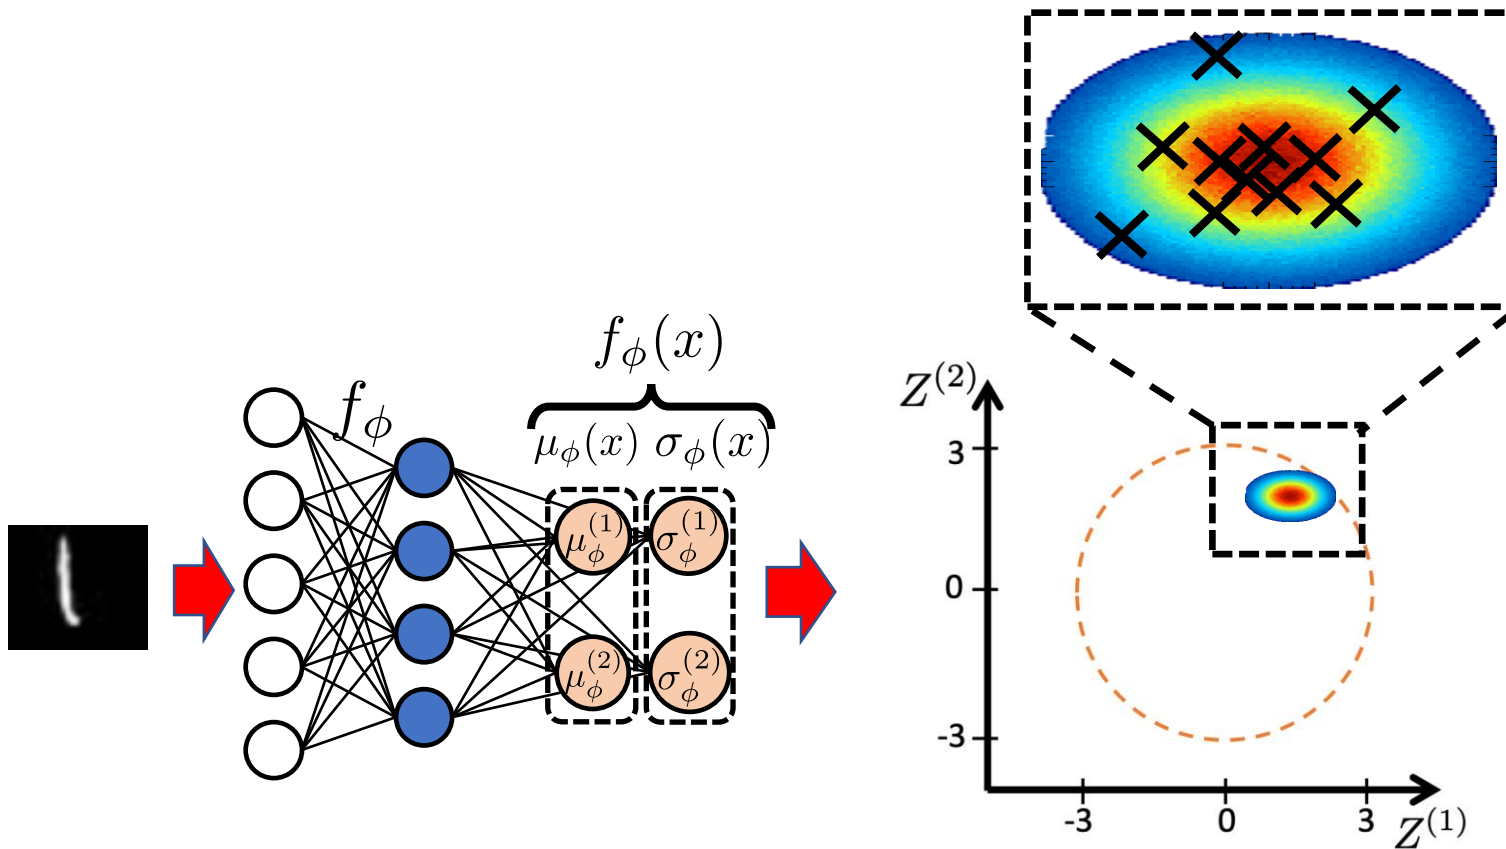 f_ϕ(x)
f_ϕ
μ_ϕ(x) σ_ϕ(x)
μ_ϕ^(1) σ_ϕ^(1)
μ_ϕ^(2) σ_ϕ^(2)
Z^(2)
3
0
-3
-3 0 3
Z^(1)